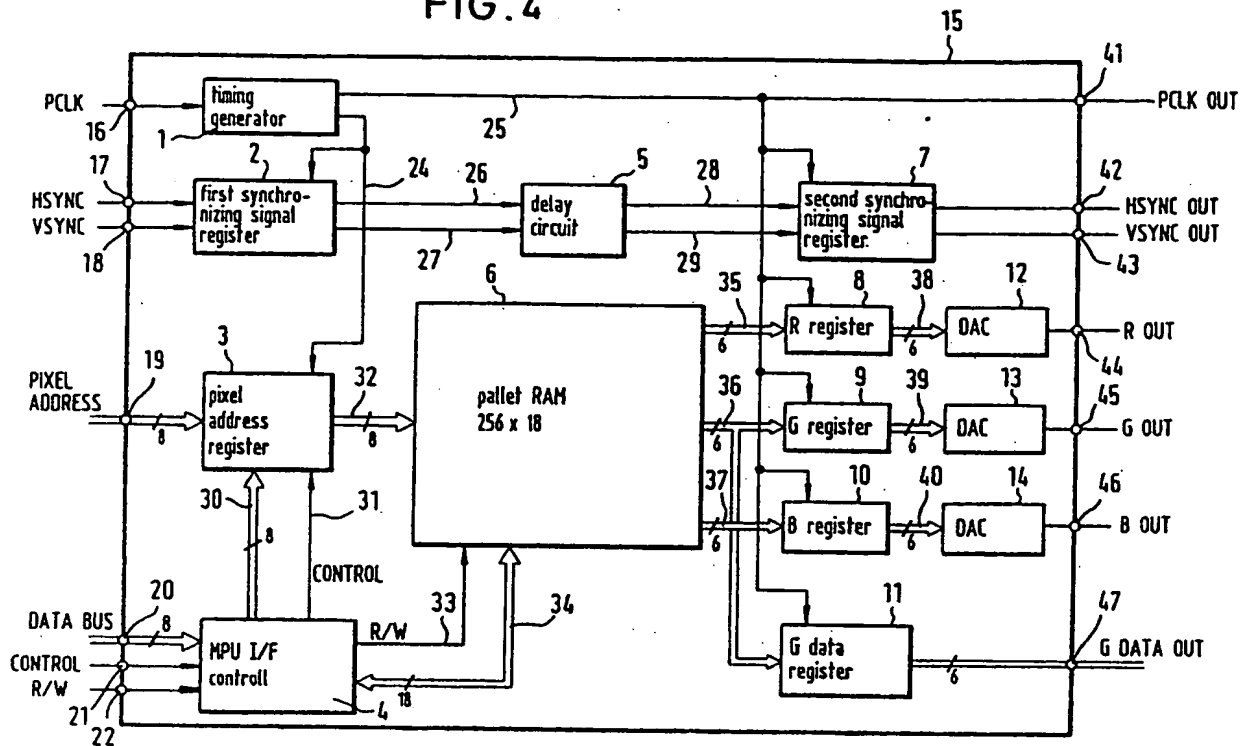 FIG. 4
15
41
PCLK
16
timing
generator
1
25
PCLK OUT
17
2
24
26
5
28
7
42
HSYNC
VSYNC
18
first synchro-
nizing signal
register
27
delay
circuit
29
second synchro-
nizing signal
register.
HSYNC OUT
VSYNC OUT
43
6
35
8
38
12
6
R register
6
DAC
R OUT
44
3
PIXEL
ADDRESS
19
8
pixel
address
register
32
8
pallet RAM
256 x 18
36
9
39
13
45
6
G register
6
DAC
G OUT
37
10
40
14
46
6
B register
6
DAC
B OUT
30
31
8
CONTROL
33
34
11
47
DATA BUS
20
8
R/W
G data
register
6
G DATA OUT
CONTROL
R/W
21
22
MPU I/F
controll
4
18